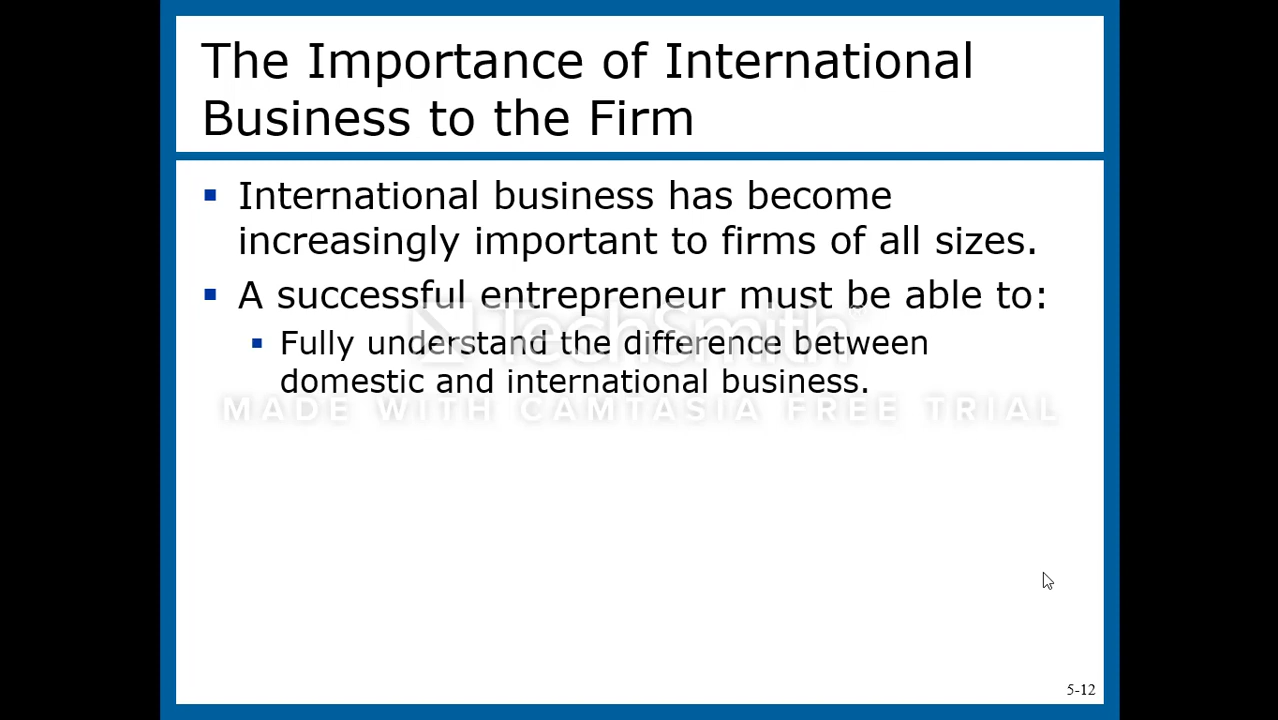 The Importance of International
Business to the Firm
▪ International business has become
increasingly important to firms of all sizes.
▪ A successful entrepreneur must be able to:
▪ Fully understand the difference between
domestic and international business.
TechSmith
MADE WITH CAMTASIA FREE TRIAL
5-12